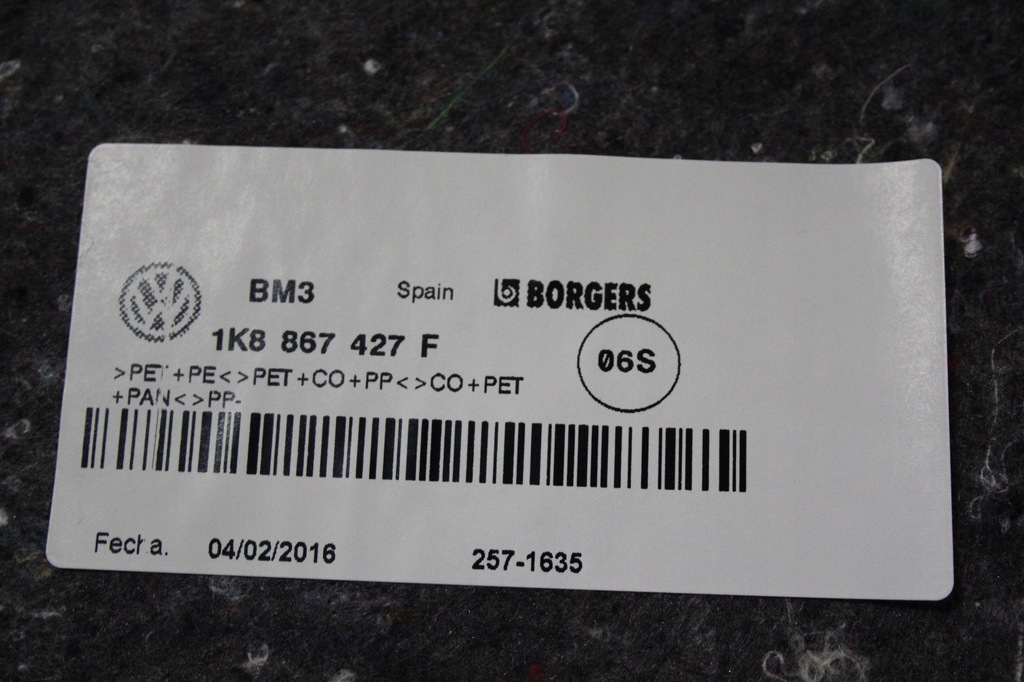 BM3 Spain BORGERS
1K8 867 427 F
06S
>PET+PE<>PET+CO+PP<>CO+PET
+PAN<>PP-
Fecha. 04/02/2016 257-1635